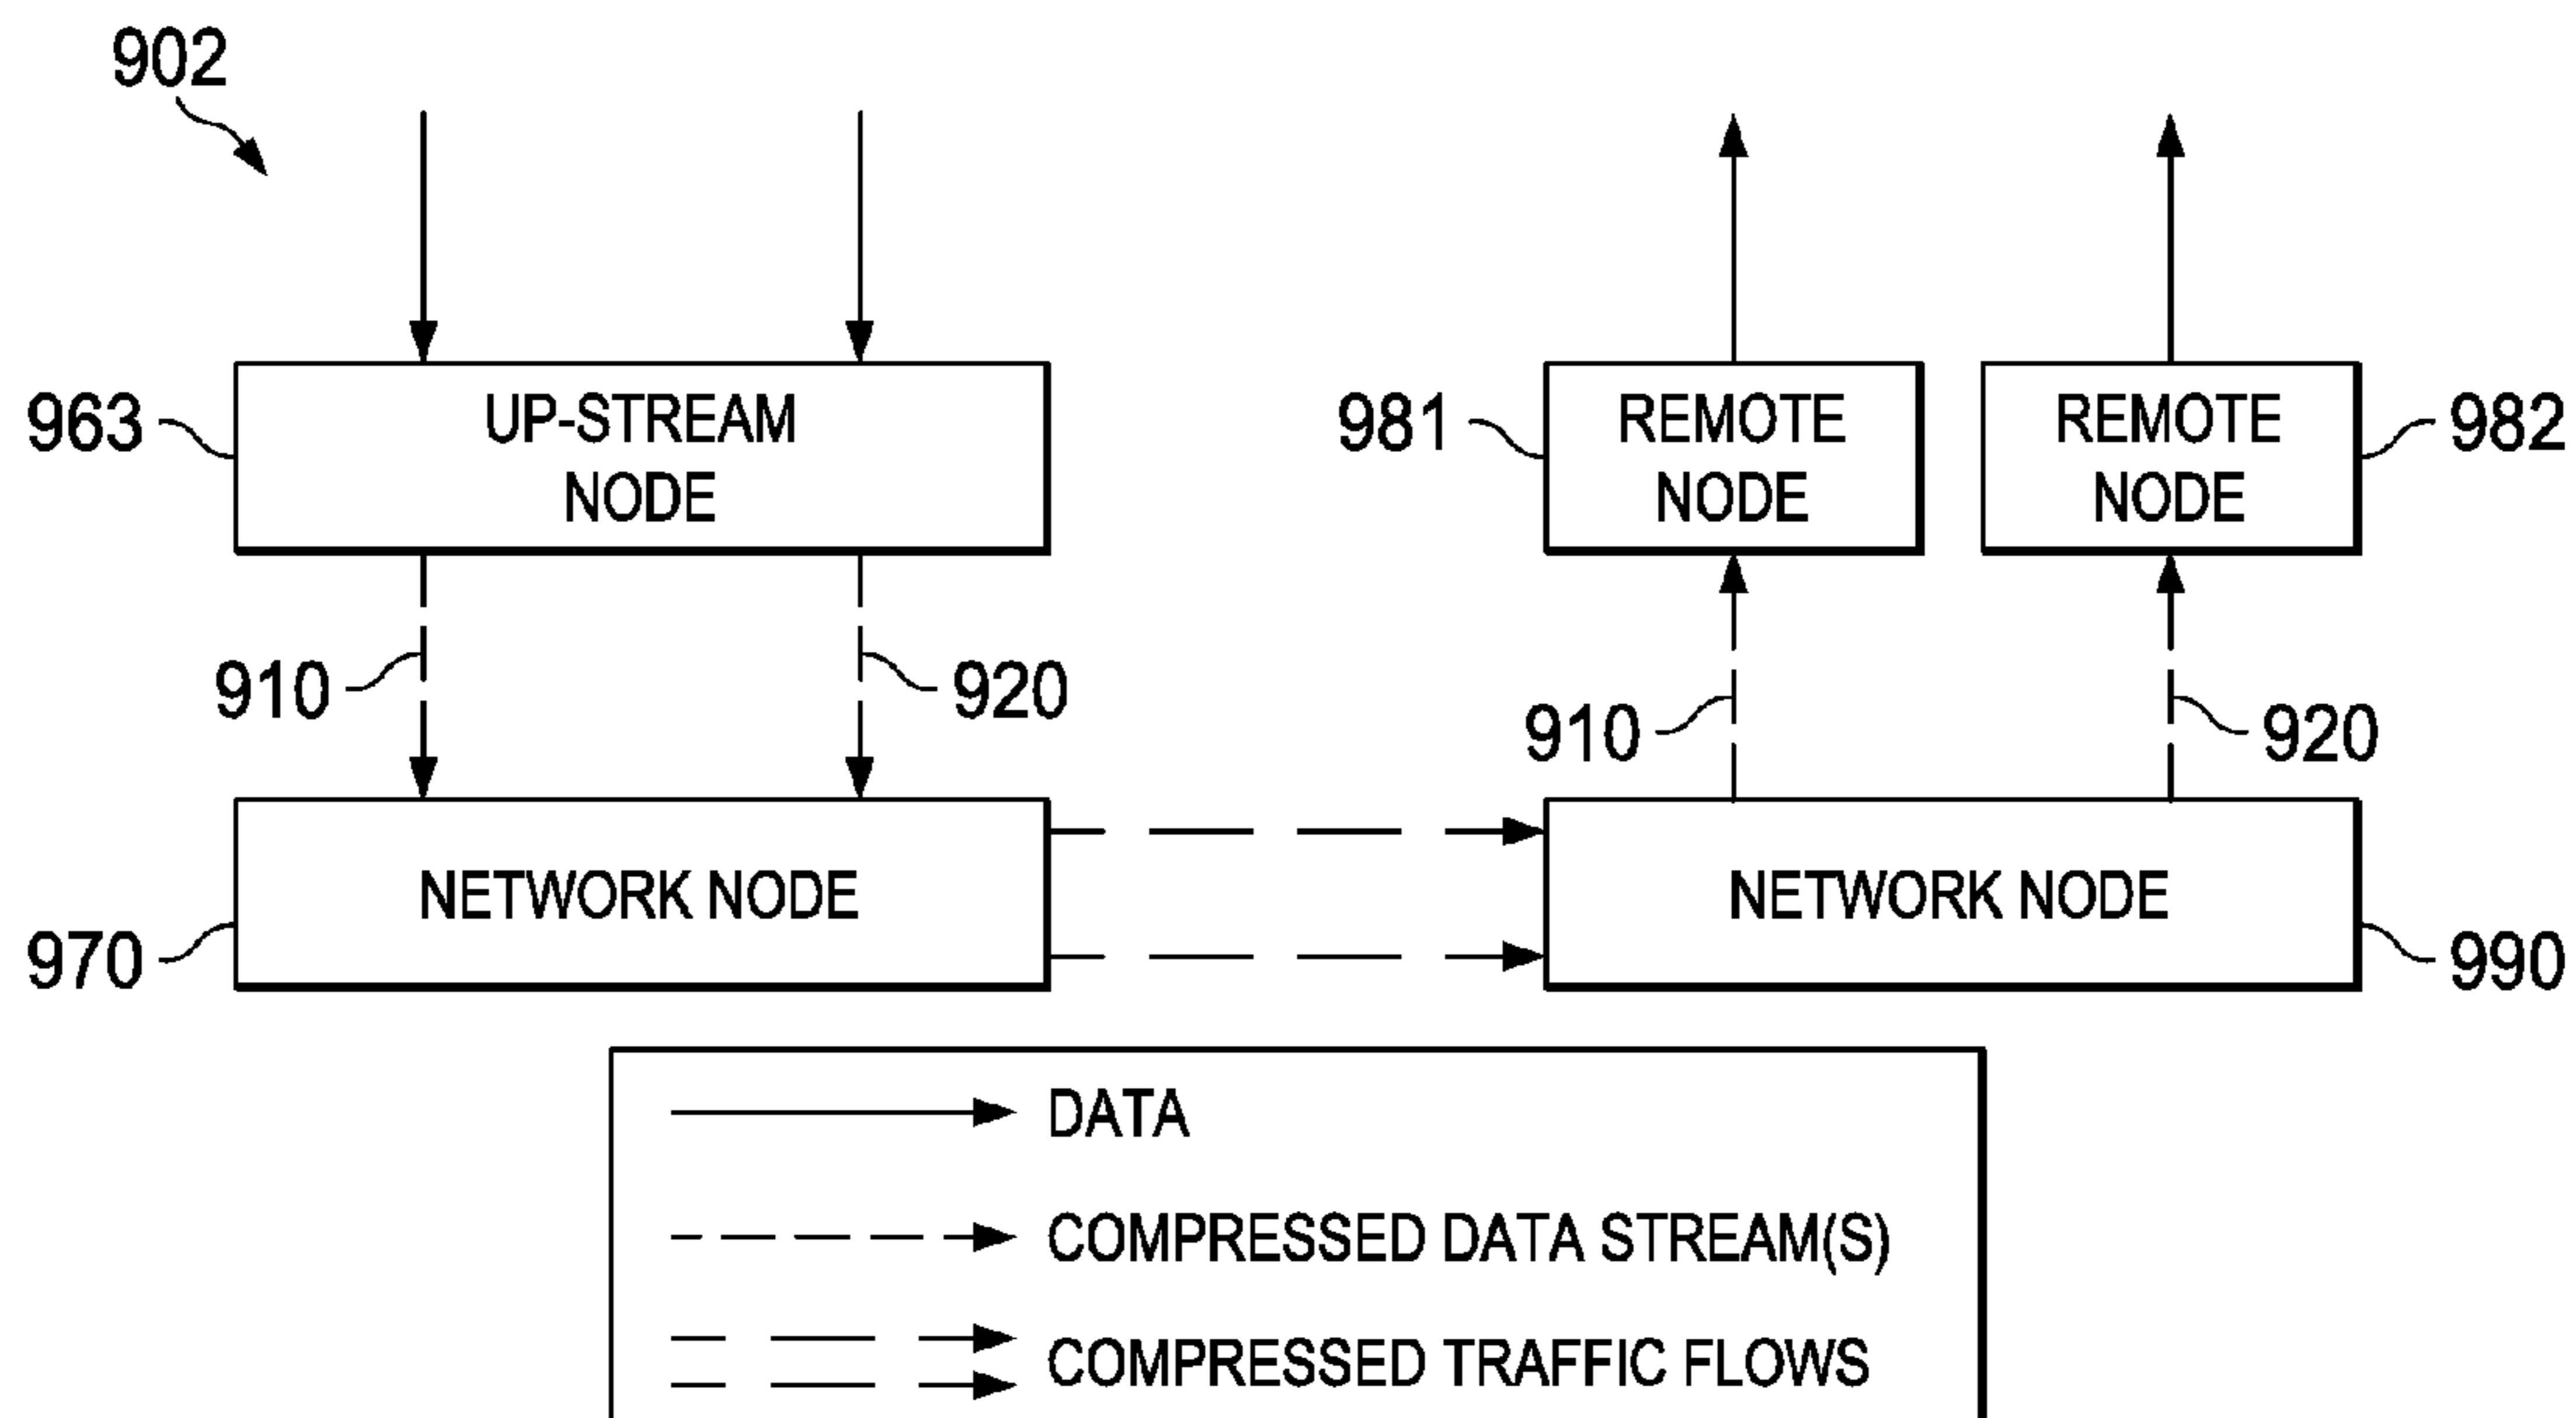 902
963
UP-STREAM
NODE
981
REMOTE
NODE
REMOTE
NODE
982
910
920
910
920
970
NETWORK NODE
NETWORK NODE
990
DATA
COMPRESSED DATA STREAM(S)
COMPRESSED TRAFFIC FLOWS